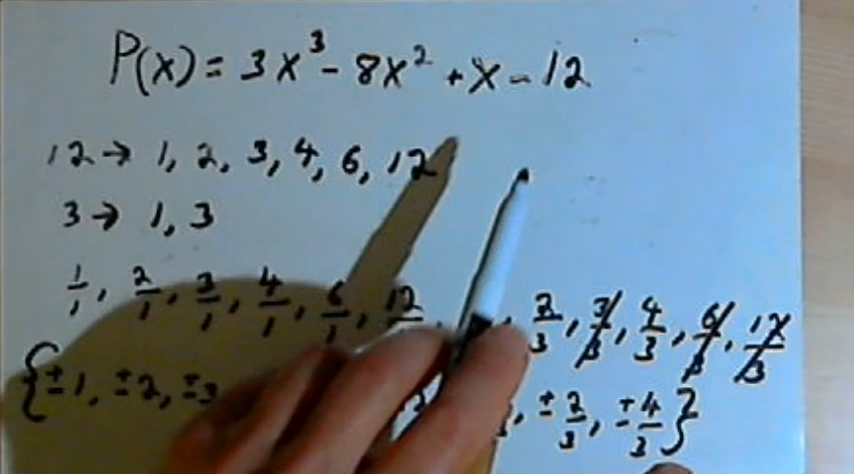 P(x) = 3x³ - 8x² + x - 12
12 → 1, 2, 3, 4, 6, 12
3 → 1, 3
1/1, 2/1, 3/1, 4/1, 6/1, 12 , 2/3, 3/3, 4/3, 6/3, 12/3
{±1, ±2, ±3 , ±2/3, ±4/3}